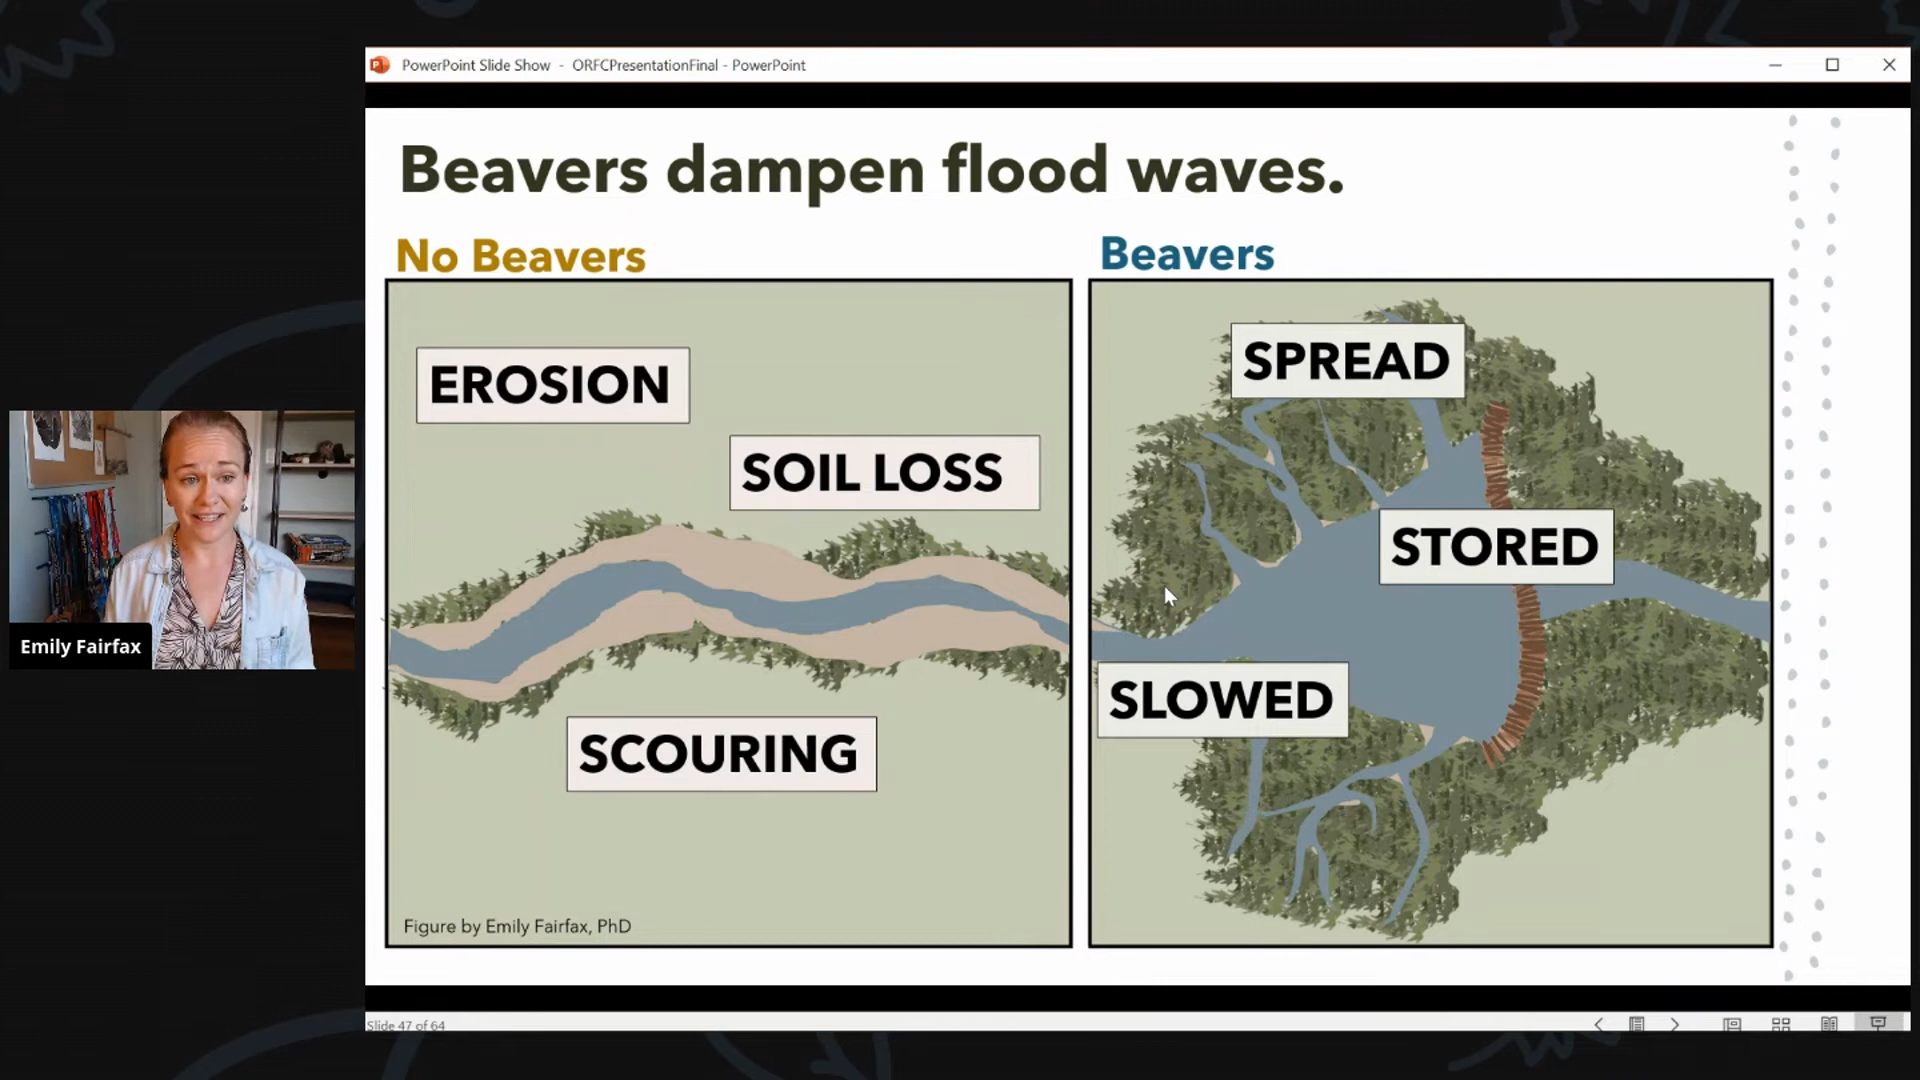 PowerPoint Slide Show - ORFCPresentationFinal - PowerPoint
Beavers dampen flood waves.
No Beavers
Beavers
EROSION
SOIL LOSS
SCOURING
Figure by Emily Fairfax, PhD
SPREAD
STORED
SLOWED
Emily Fairfax
Slide 47 of 64